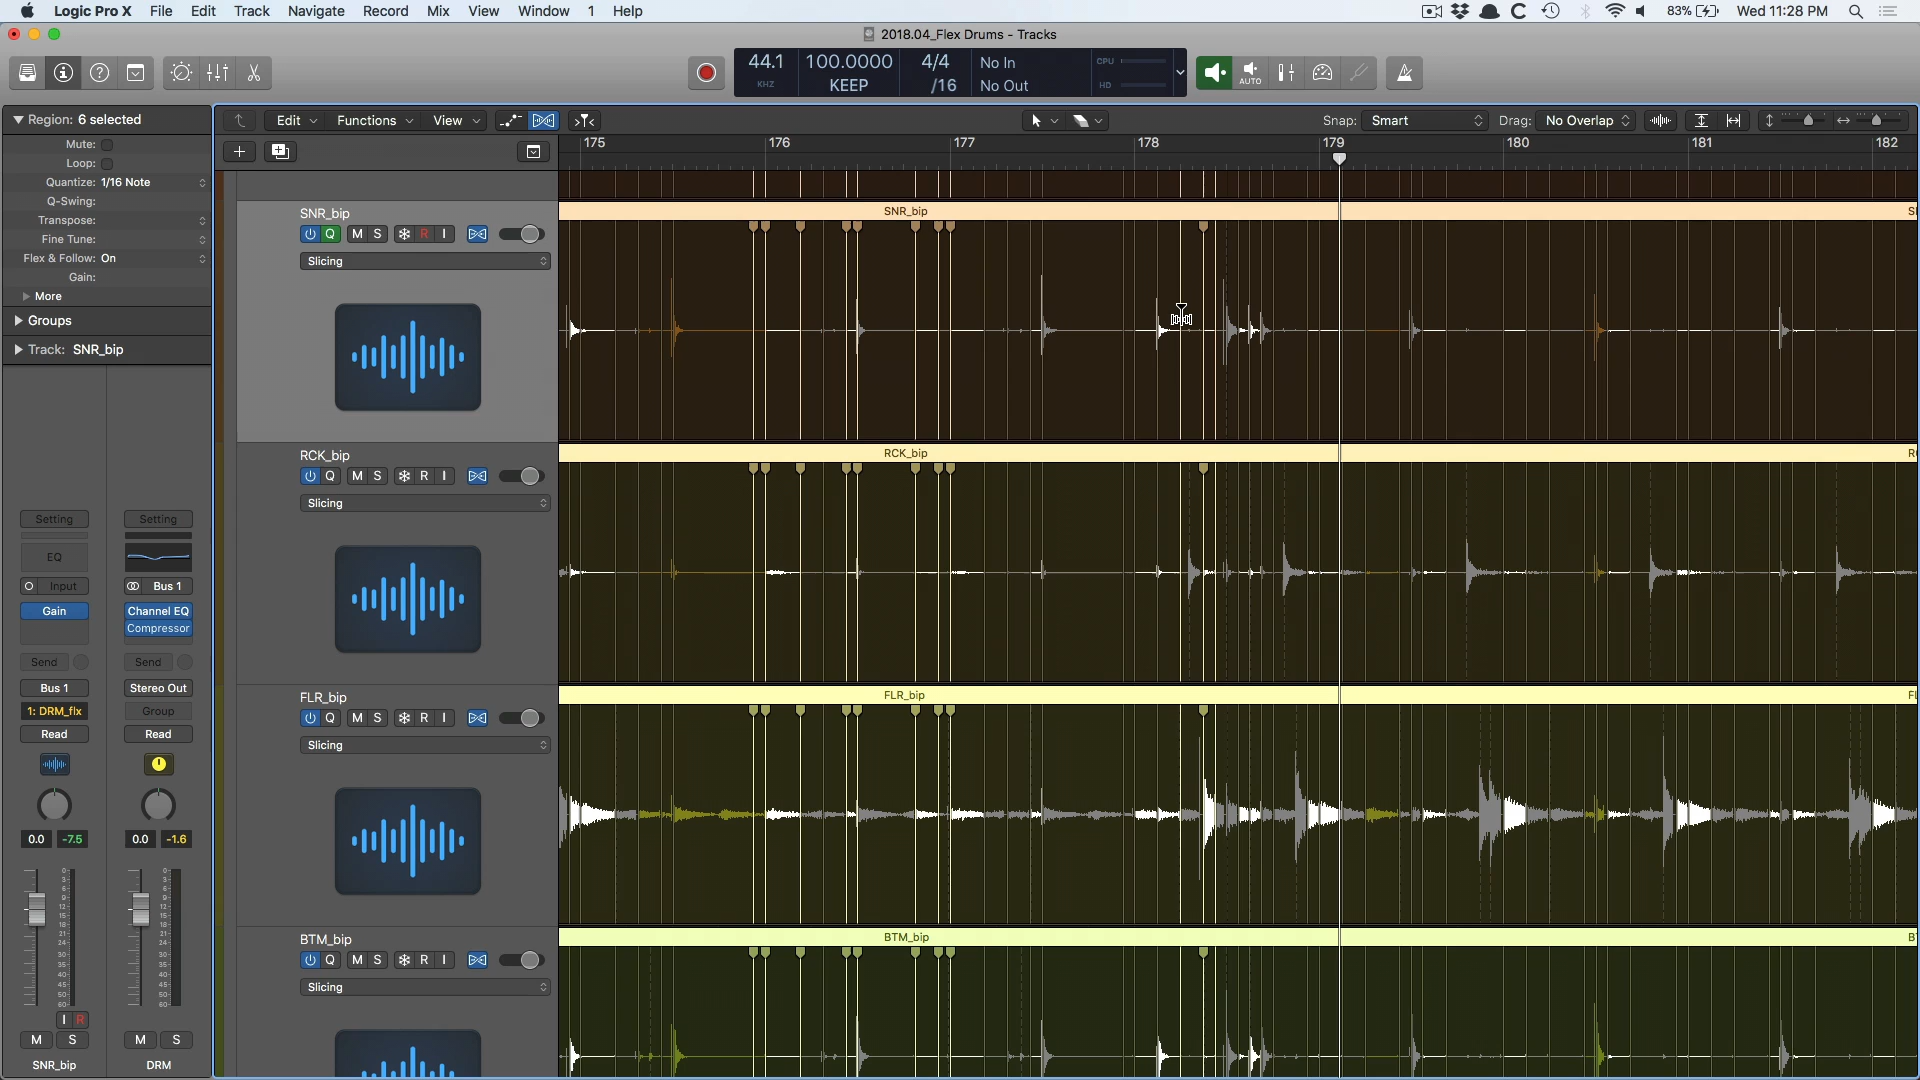 Logic Pro X File Edit Track Navigate Record Mix View Window 1 Help 83% Wed 11:28 PM
2018.04_Flex Drums - Tracks
44.1 100.0000 4/4 No In CPU
KHZ KEEP /16 No Out HD
AUTO
Region: 6 selected
Edit Functions View Snap: Smart Drag: No Overlap
175 176 177 178 179 180 181 182
Mute:
Loop:
Quantize: 1/16 Note
Q-Swing:
Transpose:
Fine Tune:
Flex & Follow: On
Gain:
More
Groups
Track: SNR_bip
SNR_bip
Q M S R I
Slicing
SNR_bip
RCK_bip
Q M S R I
Slicing
RCK_bip
FLR_bip
Q M S R I
Slicing
FLR_bip
BTM_bip
Q M S R I
Slicing
BTM_bip
Setting Setting
EQ
Input Bus 1
Gain Channel EQ
Compressor
Send Send
Bus 1 Stereo Out
1: DRM_flx Group
Read Read
0.0 -7.5 0.0 -1.6
I R
M S M S
SNR_bip DRM